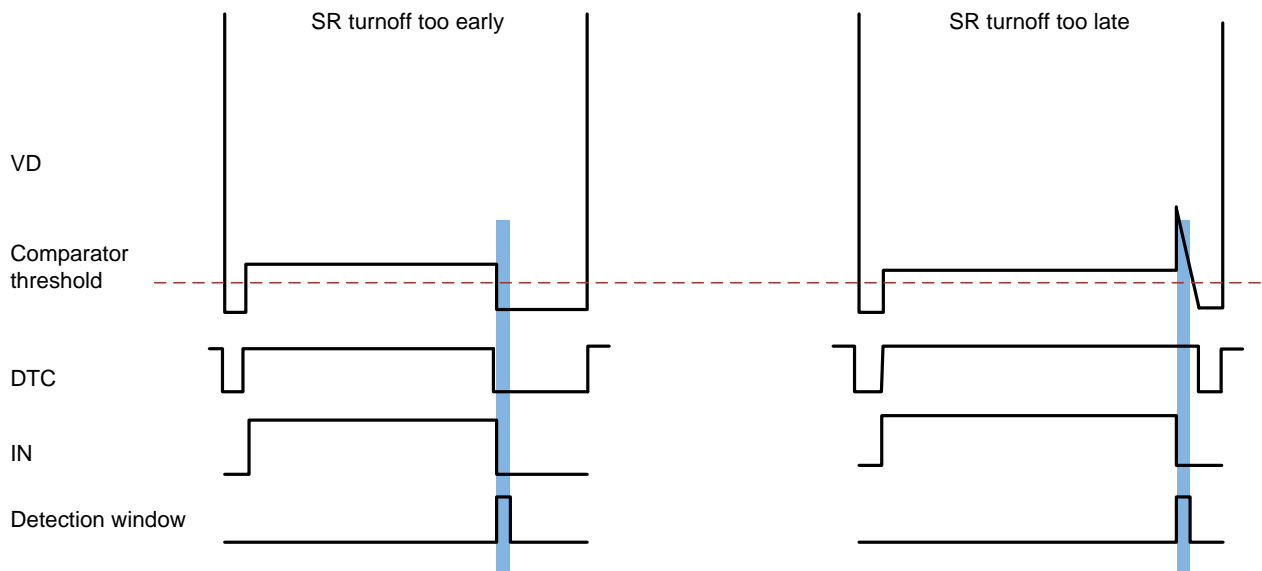 SR turnoff too early
SR turnoff too late
VD
Comparator
threshold
DTC
IN
Detection window